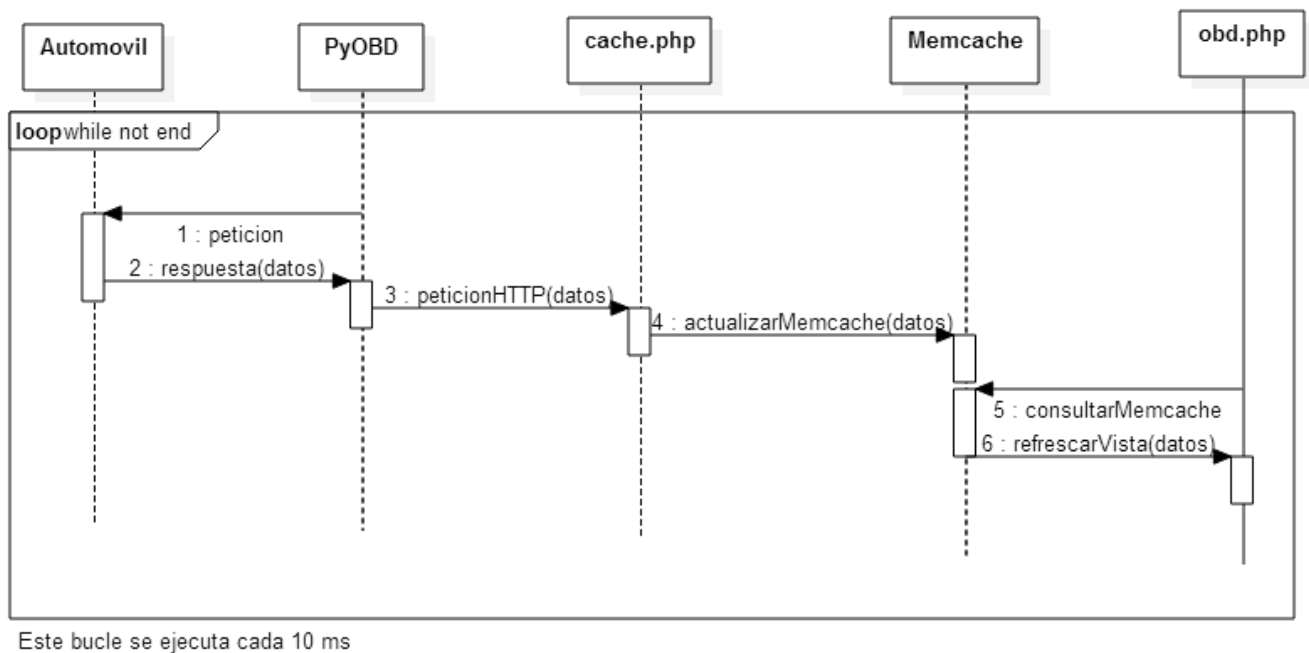 Automovil
PyOBD
cache.php
Memcache
obd.php
loop while not end
1 : peticion
2 : respuesta(datos)
3 : peticionHTTP(datos)
4 : actualizarMemcache(datos)
5 : consultarMemcache
6 : refrescarVista(datos)
Este bucle se ejecuta cada 10 ms